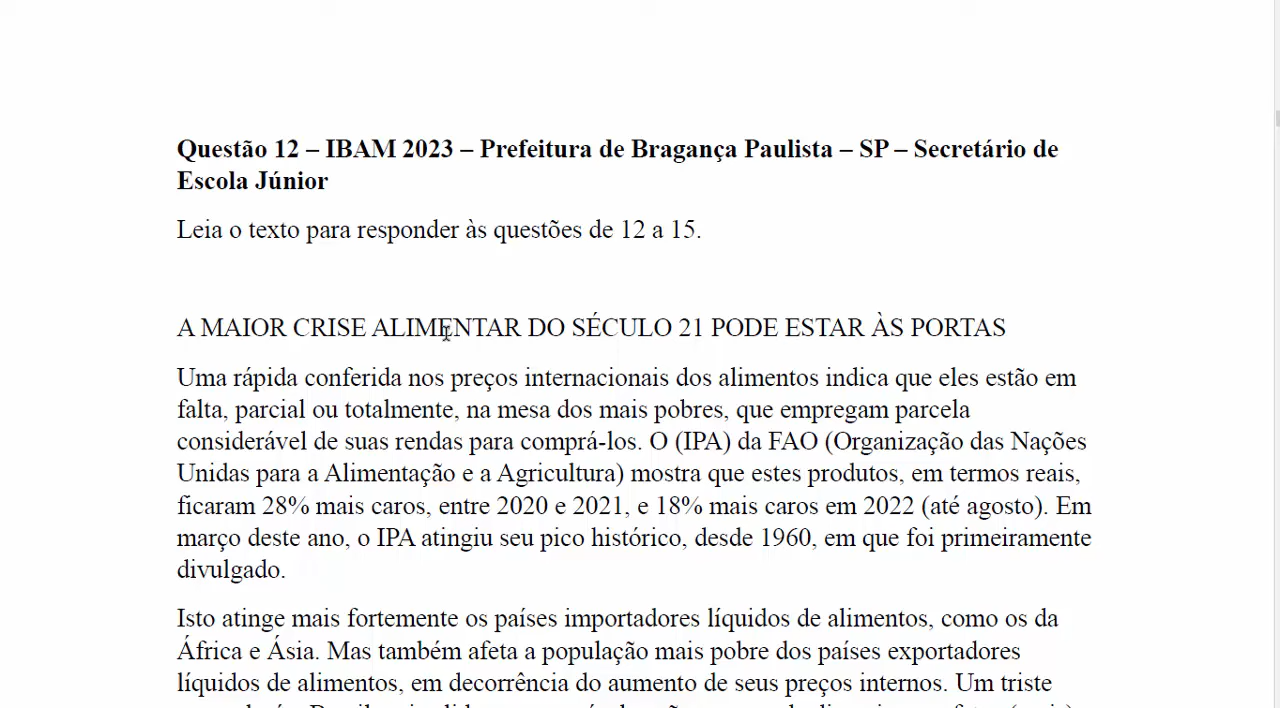 Questão 12 – IBAM 2023 – Prefeitura de Bragança Paulista – SP – Secretário de
Escola Júnior
Leia o texto para responder às questões de 12 a 15.
A MAIOR CRISE ALIMENTAR DO SÉCULO 21 PODE ESTAR ÀS PORTAS
Uma rápida conferida nos preços internacionais dos alimentos indica que eles estão em
falta, parcial ou totalmente, na mesa dos mais pobres, que empregam parcela
considerável de suas rendas para comprá-los. O (IPA) da FAO (Organização das Nações
Unidas para a Alimentação e a Agricultura) mostra que estes produtos, em termos reais,
ficaram 28% mais caros, entre 2020 e 2021, e 18% mais caros em 2022 (até agosto). Em
março deste ano, o IPA atingiu seu pico histórico, desde 1960, em que foi primeiramente
divulgado.
Isto atinge mais fortemente os países importadores líquidos de alimentos, como os da
África e Ásia. Mas também afeta a população mais pobre dos países exportadores
líquidos de alimentos, em decorrência do aumento de seus preços internos. Um triste